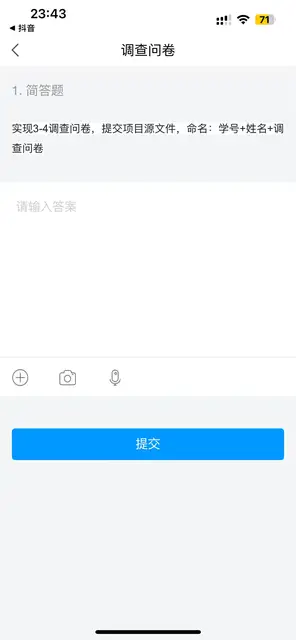 23:43
71
抖音
调查问卷
1. 简答题
实现3-4调查问卷，提交项目源文件，命名：学号+姓名+调
查问卷
请输入答案
提交